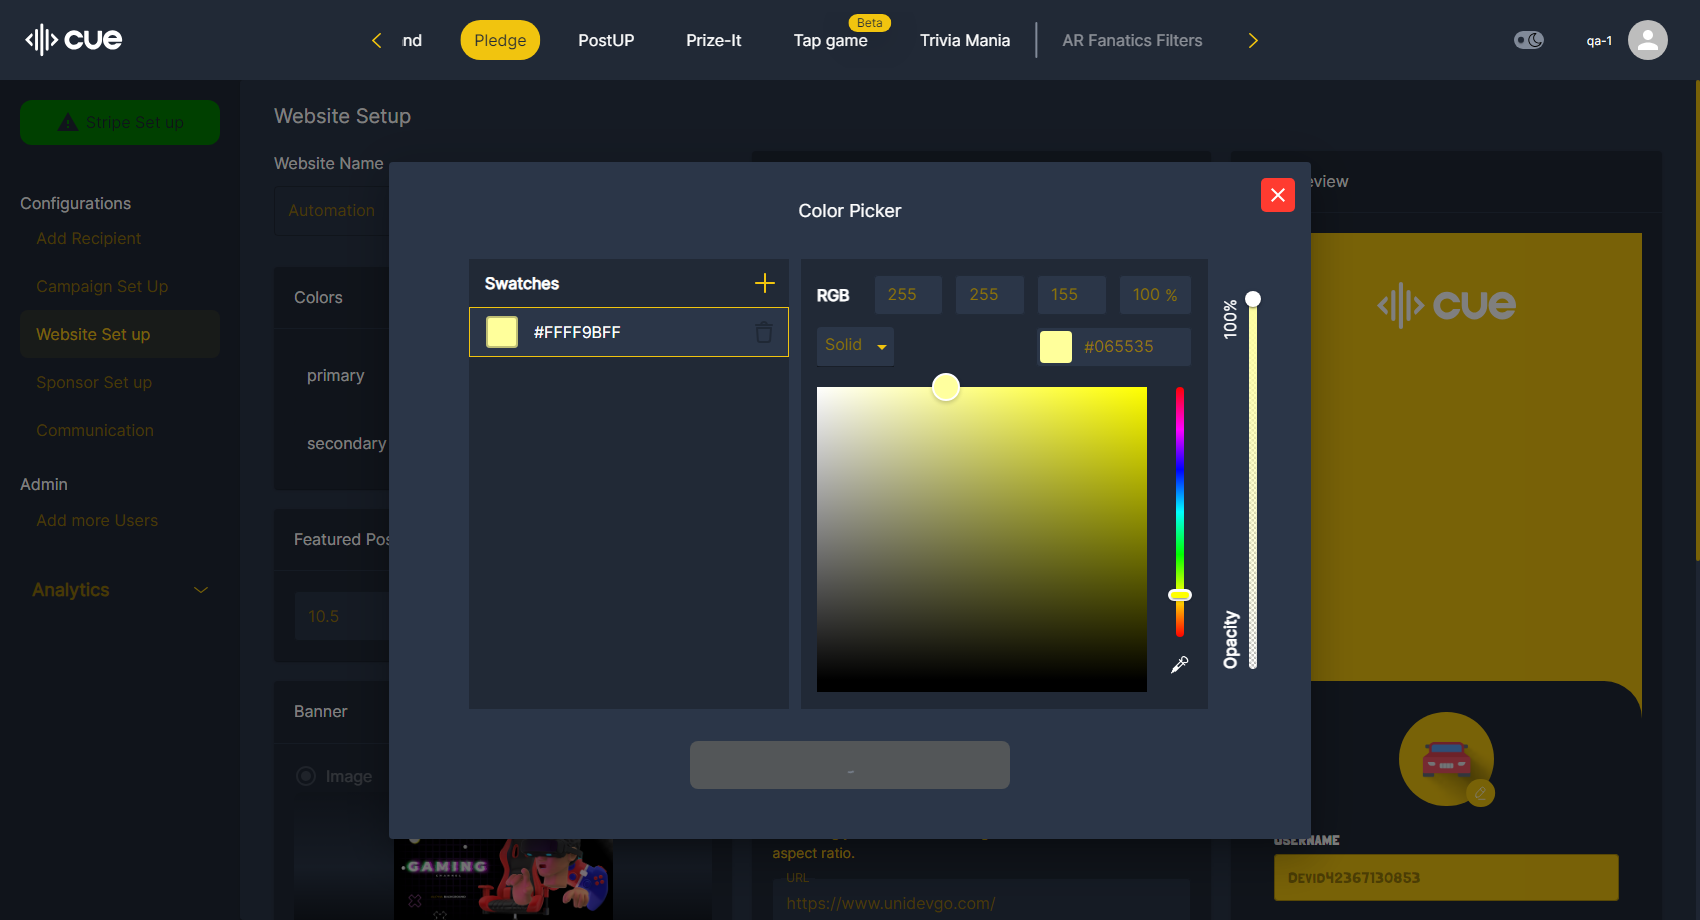 cue
nd
Pledge
PostUP
Prize-It
Tap game
Beta
Trivia Mania
AR Fanatics Filters
qa-1
Stripe Set up
Configurations
Add Recipient
Campaign Set Up
Website Set up
Sponsor Set up
Communication
Admin
Add more Users
Analytics
Website Setup
Website Name
Automation
Colors
primary
secondary
Featured Pos
10.5
Banner
Image
GAMING
Color Picker
Swatches
#FFFF9BFF
RGB
255
255
155
100 %
Solid
#065535
100%
Opacity
aspect ratio.
URL
https://www.unidevgo.com/
eview
cue
USERNAME
DEVID42367130853